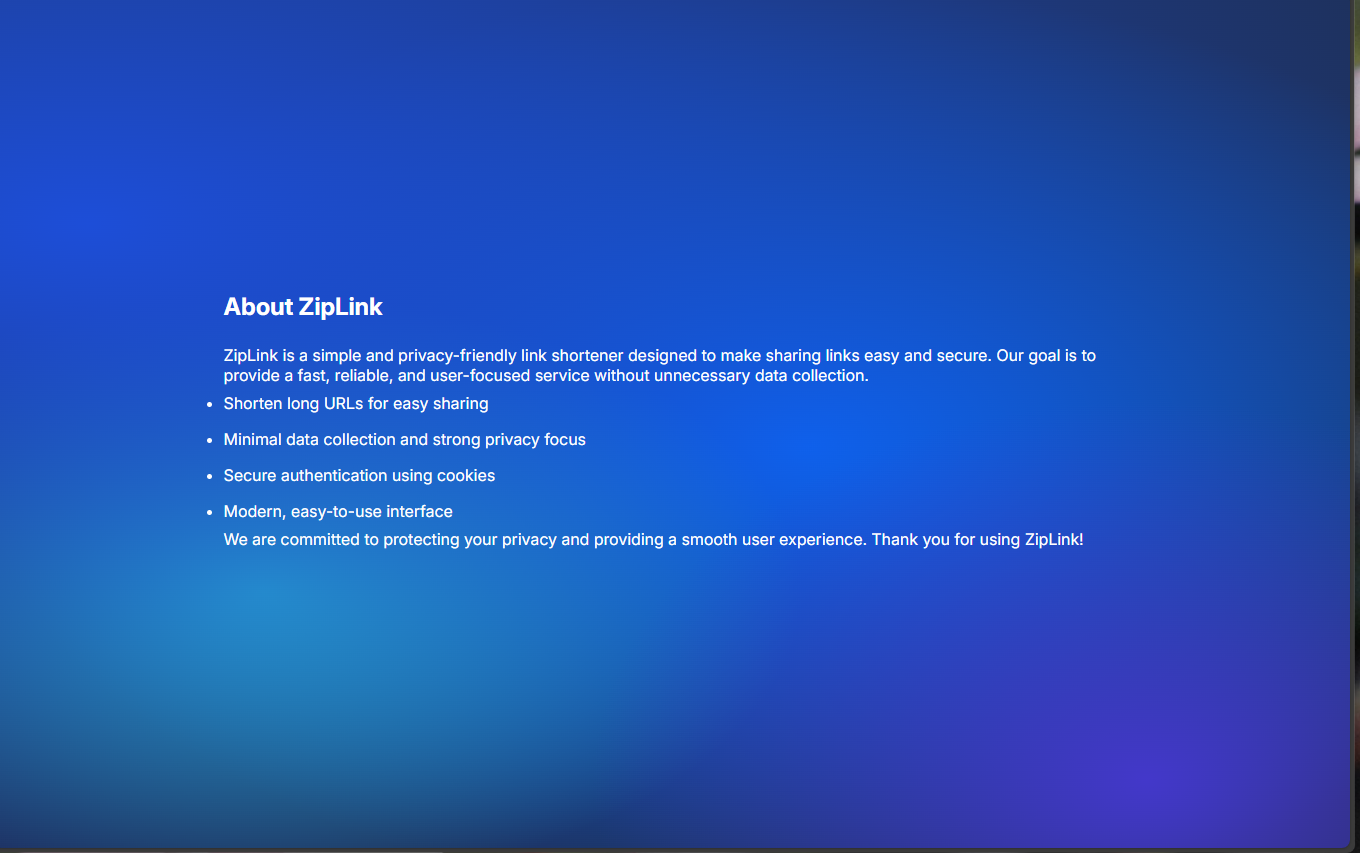 About ZipLink
ZipLink is a simple and privacy-friendly link shortener designed to make sharing links easy and secure. Our goal is to
provide a fast, reliable, and user-focused service without unnecessary data collection.
• Shorten long URLs for easy sharing
• Minimal data collection and strong privacy focus
• Secure authentication using cookies
• Modern, easy-to-use interface
We are committed to protecting your privacy and providing a smooth user experience. Thank you for using ZipLink!